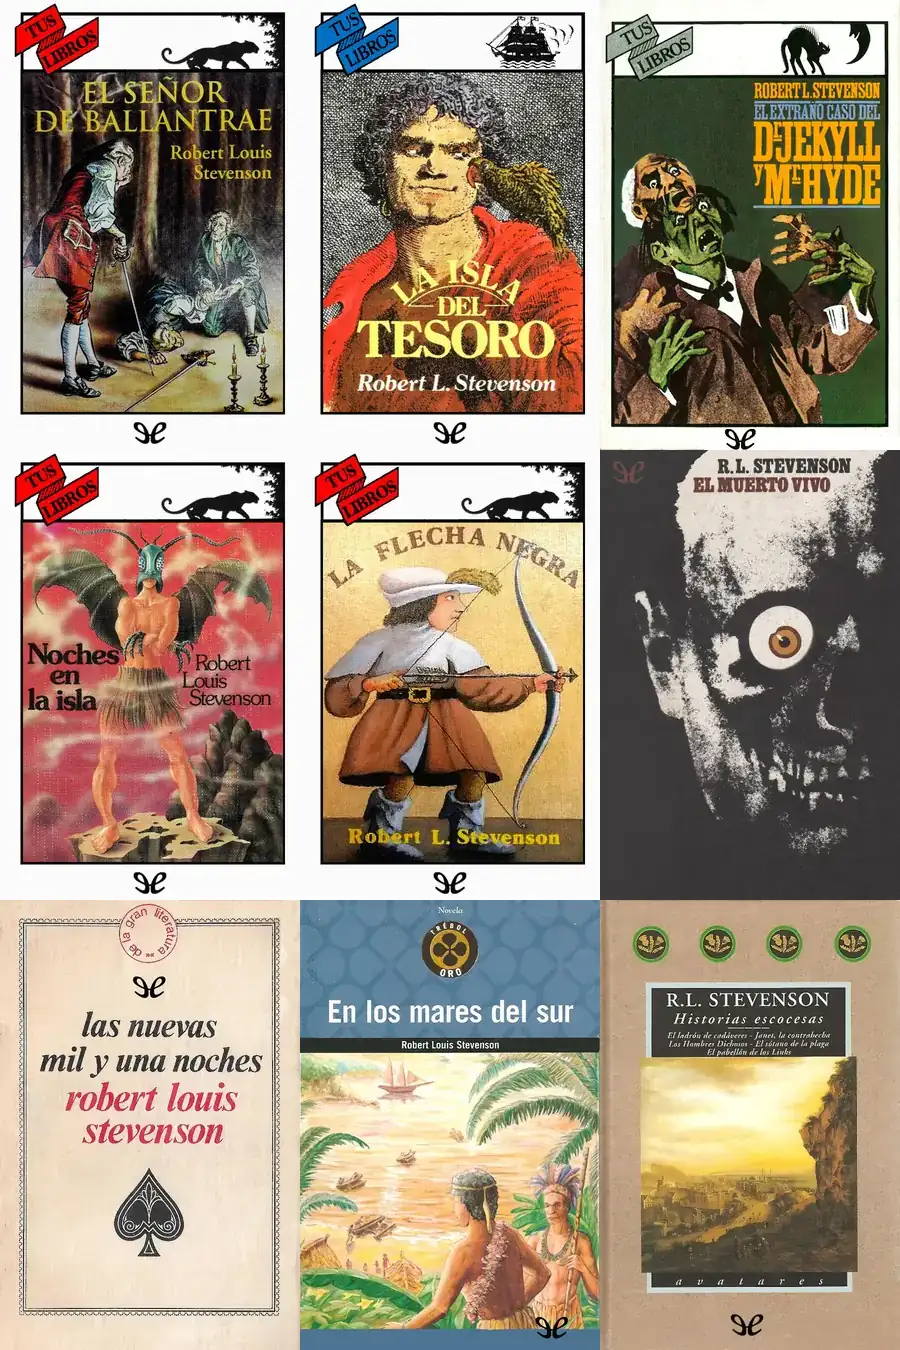 TUS
LIBROS
EL SEÑOR
DE BALLANTRAE
Robert Louis
Stevenson
TUS
LIBROS
LA ISLA
DEL
TESORO
Robert L. Stevenson
TUS
LIBROS
ROBERT L. STEVENSON
EL EXTRAÑO CASO DEL
DR. JEKYLL
Y MR. HYDE
TUS
LIBROS
Noches
en
la isla
Robert
Louis
Stevenson
TUS
LIBROS
LA FLECHA NEGRA
Robert L. Stevenson
R.L. STEVENSON
EL MUERTO VIVO
de la gran literatura
las nuevas
mil y una noches
robert louis
stevenson
Novela
TRÉBOL
ORO
En los mares del sur
Robert Louis Stevenson
R.L. STEVENSON
Historias escocesas
El ladrón de cadáveres - Janet, la contrahecha
Los Hombres Dichosos - El sótano de la plaga
El pabellón de los Links
avatares